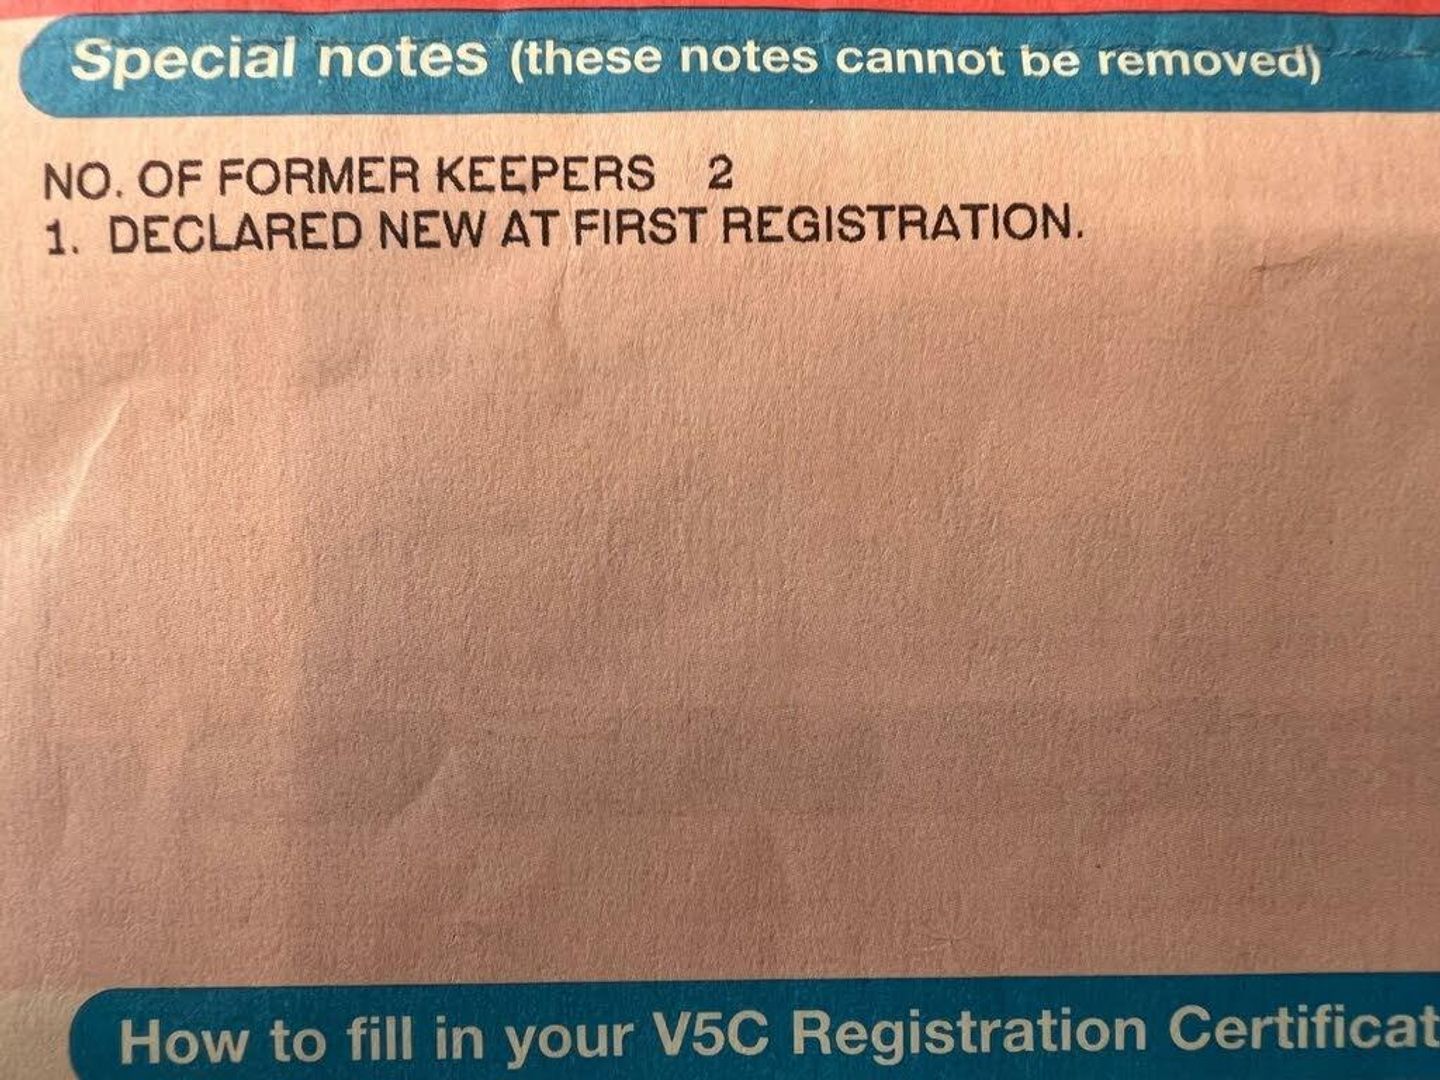 Special notes (these notes cannot be removed)
NO. OF FORMER KEEPERS 2
1. DECLARED NEW AT FIRST REGISTRATION.
How to fill in your V5C Registration Certificat